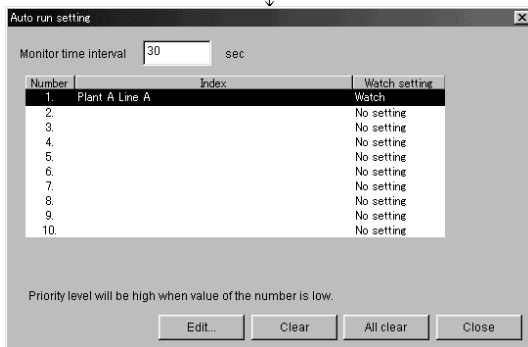 Auto run setting
Monitor time interval 30 sec
Number Index Watch setting
1. Plant A Line A Watch
2. No setting
3. No setting
4. No setting
5. No setting
6. No setting
7. No setting
8. No setting
9. No setting
10. No setting
Priority level will be high when value of the number is low.
Edit... Clear All clear Close